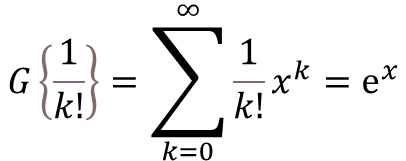 G{1/k!} = ∑_{k=0}^{∞} 1/k! x^k = e^x